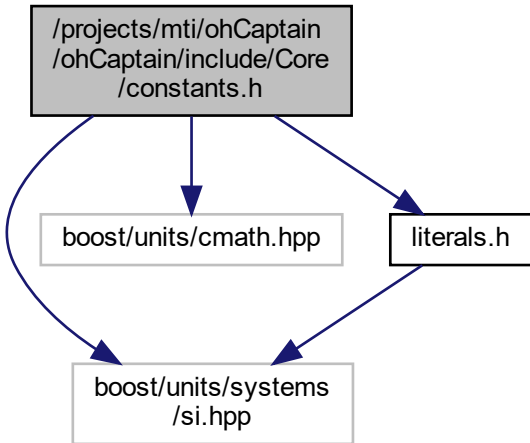 /projects/mti/ohCaptain
/ohCaptain/include/Core
/constants.h
boost/units/cmath.hpp
literals.h
boost/units/systems
/si.hpp